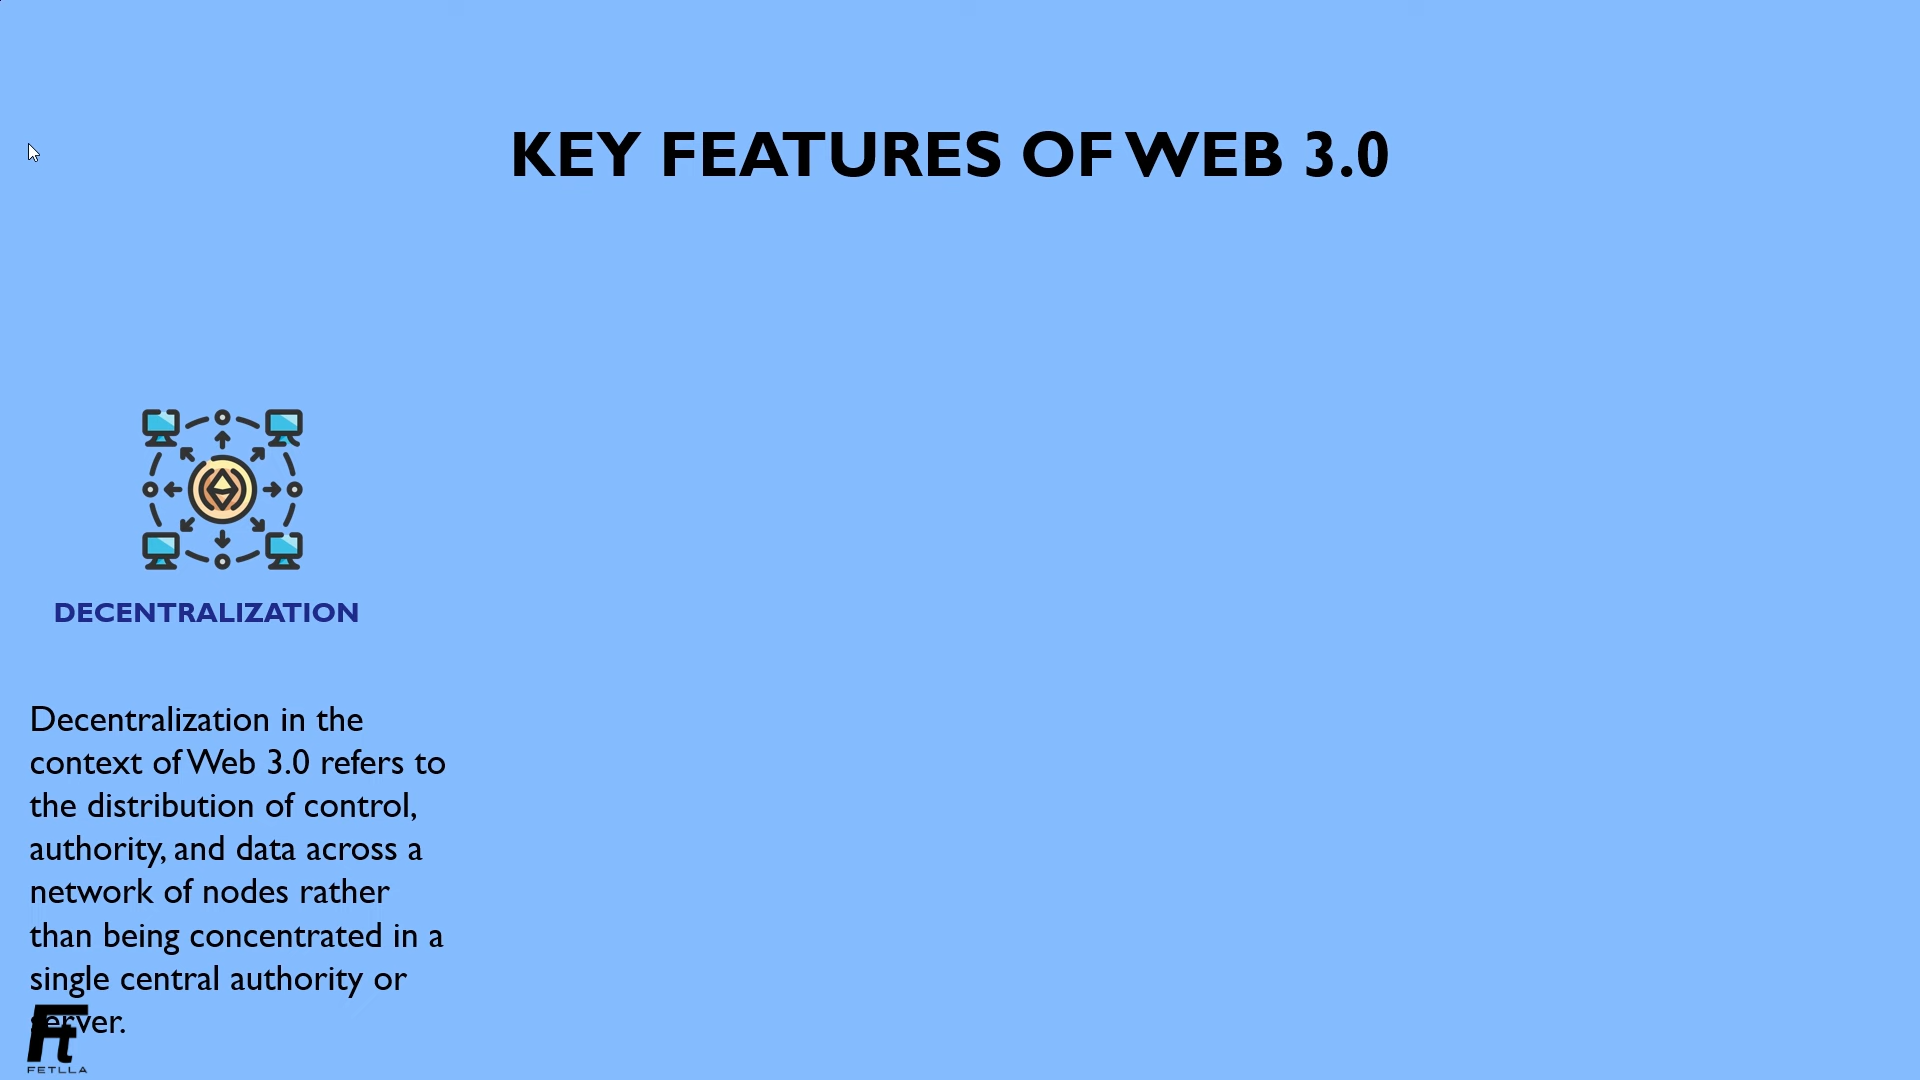 KEY FEATURES OF WEB 3.0
DECENTRALIZATION
Decentralization in the
context of Web 3.0 refers to
the distribution of control,
authority, and data across a
network of nodes rather
than being concentrated in a
single central authority or
server.
Ft
FETLLA